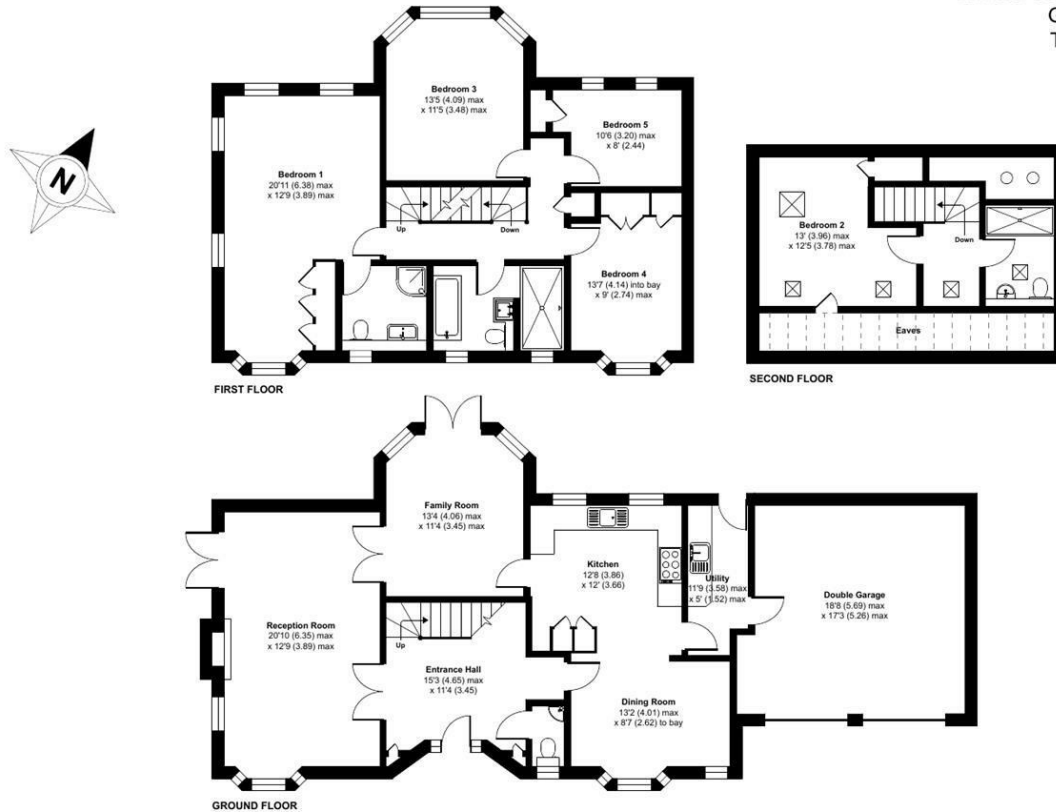 N
Bedroom 3
13'5 (4.09) max
x 11'5 (3.48) max
Bedroom 5
10'6 (3.20) max
x 8' (2.44)
Bedroom 1
20'11 (6.38) max
x 12'9 (3.89) max
Up
Down
Bedroom 4
13'7 (4.14) into bay
x 9' (2.74) max
FIRST FLOOR
Bedroom 2
13' (3.96) max
x 12'5 (3.78) max
Down
Eaves
SECOND FLOOR
Family Room
13'4 (4.06) max
x 11'4 (3.45) max
Kitchen
12'8 (3.86)
x 12' (3.66)
Utility
11'9 (3.58) max
x 5' (1.52) max
Double Garage
18'8 (5.69) max
x 17'3 (5.26) max
Reception Room
20'10 (6.35) max
x 12'9 (3.89) max
Up
Entrance Hall
15'3 (4.65) max
x 11'4 (3.45)
Dining Room
13'2 (4.01) max
x 8'7 (2.62) to bay
GROUND FLOOR